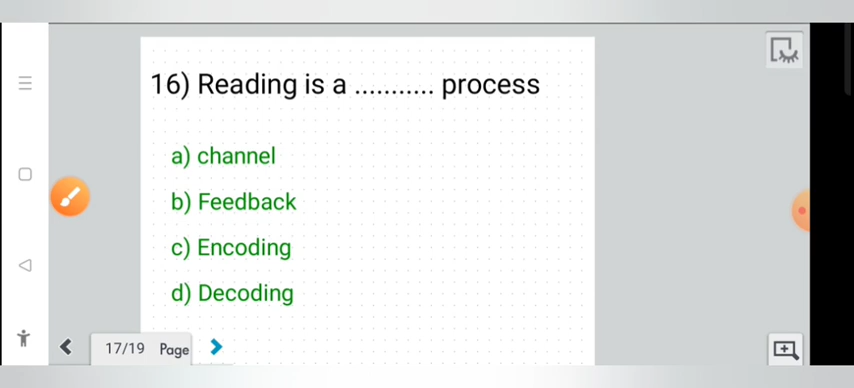 16) Reading is a ........... process
a) channel
b) Feedback
c) Encoding
d) Decoding
17/19 Page